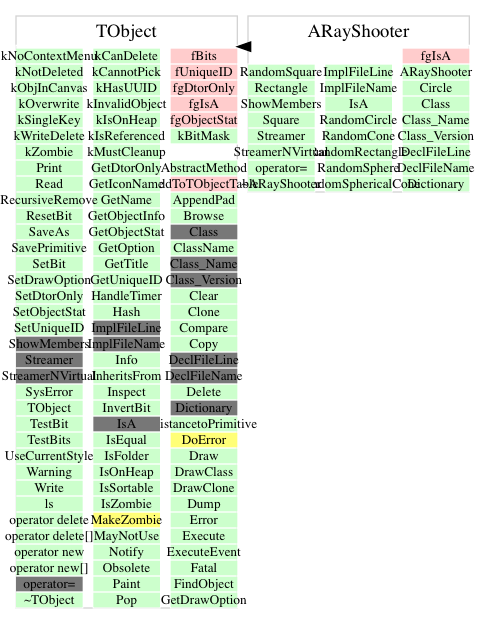 TObject ARayShooter
kNoContextMenu kCanDelete fBits fgIsA
kNotDeleted kCannotPick fUniqueID RandomSquare ImplFileLine ARayShooter
kObjInCanvas kHasUUID fgDtorOnly Rectangle ImplFileName Circle
kOverwrite kInvalidObject fgIsA ShowMembers IsA Class
kSingleKey kIsOnHeap fgObjectStat Square RandomCircle Class_Name
kWriteDelete kIsReferenced kBitMask Streamer RandomCone Class_Version
kZombie kMustCleanup DeclFileLine
Print GetDtorOnly AbstractMethod operator= RandomSphere DeclFileName
Read GetIconName Dictionary
RecursiveRemove GetName AppendPad
ResetBit GetObjectInfo Browse
SaveAs GetObjectStat Class
SavePrimitive GetOption ClassName
SetBit GetTitle Class_Name
SetDrawOption GetUniqueID Class_Version
SetDtorOnly HandleTimer Clear
SetObjectStat Hash Clone
SetUniqueID ImplFileLine Compare
ShowMembers ImplFileName Copy
Streamer Info DeclFileLine
StreamerNVirtual InheritsFrom DeclFileName
SysError Inspect Delete
TObject InvertBit Dictionary
TestBit IsA istancetoPrimitive
TestBits IsEqual DoError
UseCurrentStyle IsFolder Draw
Warning IsOnHeap DrawClass
Write IsSortable DrawClone
ls IsZombie Dump
operator delete MakeZombie Error
operator delete[] MayNotUse Execute
operator new Notify ExecuteEvent
operator new[] Obsolete Fatal
operator= Paint FindObject
~TObject Pop GetDrawOption